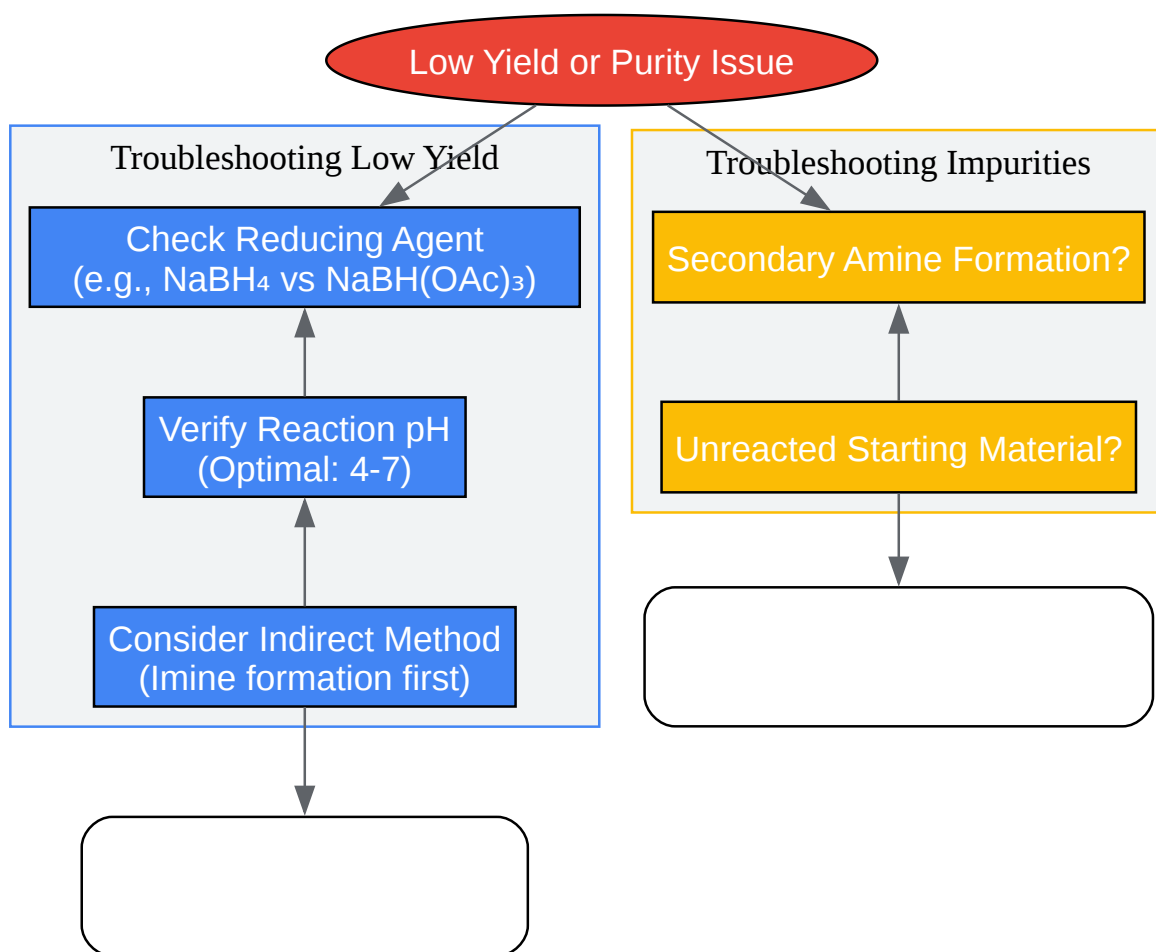 Low Yield or Purity Issue
Troubleshooting Low Yield
Check Reducing Agent
(e.g., NaBH₄ vs NaBH(OAc)₃)
Verify Reaction pH
(Optimal: 4-7)
Consider Indirect Method
(Imine formation first)
Troubleshooting Impurities
Secondary Amine Formation?
Unreacted Starting Material?